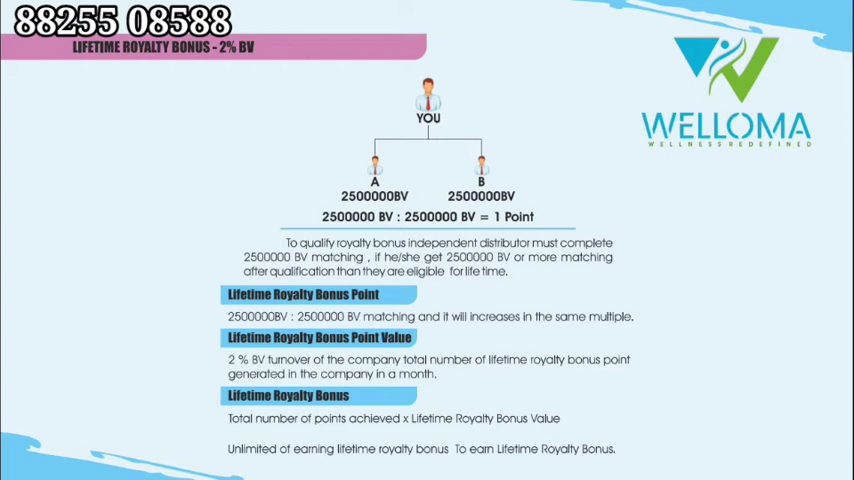 88255 08588
LIFETIME ROYALTY BONUS - 2% BV
WELLOMA
WELLNESS REDEFINED
YOU
A B
2500000BV 2500000BV
2500000 BV : 2500000 BV = 1 Point
To qualify royalty bonus independent distributor must complete
2500000 BV matching , if he/she get 2500000 BV or more matching
after qualification than they are eligible for life time.
Lifetime Royalty Bonus Point
2500000BV : 2500000 BV matching and it will increases in the same multiple.
Lifetime Royalty Bonus Point Value
2 % BV turnover of the company total number of lifetime royalty bonus point
generated in the company in a month.
Lifetime Royalty Bonus
Total number of points achieved x Lifetime Royalty Bonus Value
Unlimited of earning lifetime royalty bonus To earn Lifetime Royalty Bonus.